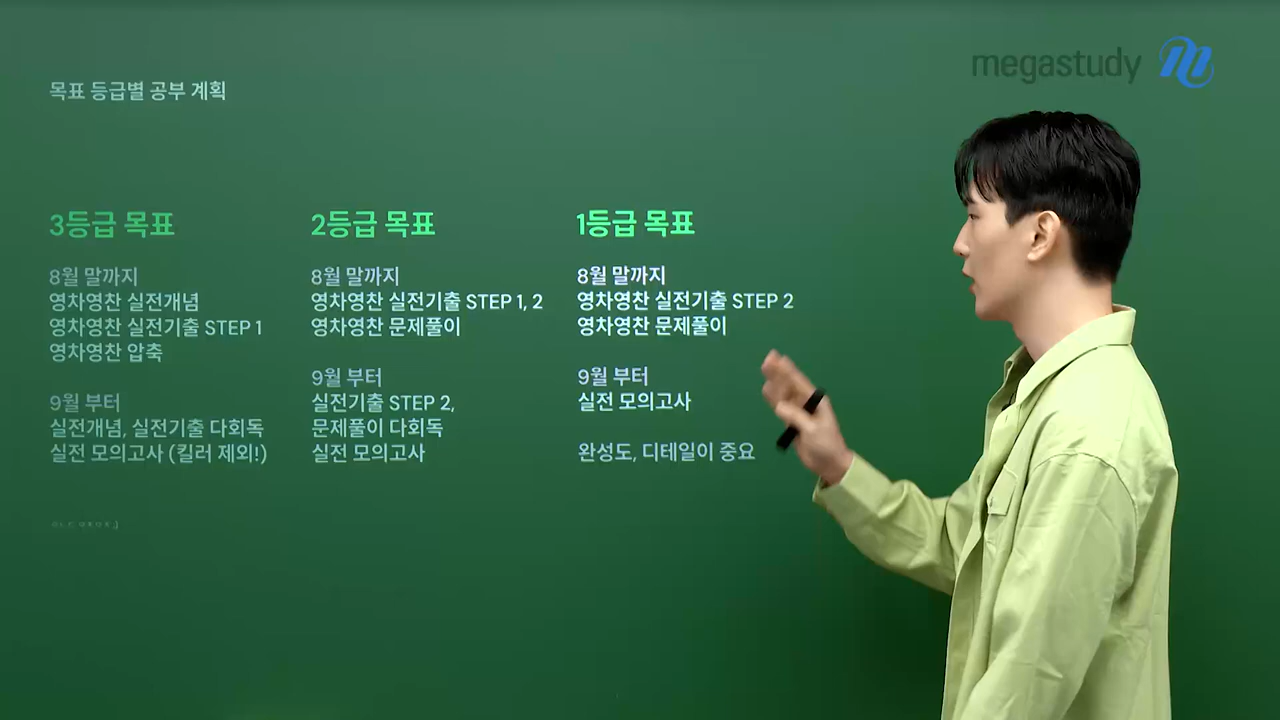 megastudy
목표 등급별 공부 계획
3등급 목표
8월 말까지
영차영찬 실전개념
영차영찬 실전기출 STEP 1
영차영찬 압축
9월 부터
실전개념, 실전기출 다회독
실전 모의고사 (킬러 제외!)
2등급 목표
8월 말까지
영차영찬 실전기출 STEP 1, 2
영차영찬 문제풀이
9월 부터
실전기출 STEP 2,
문제풀이 다회독
실전 모의고사
1등급 목표
8월 말까지
영차영찬 실전기출 STEP 2
영차영찬 문제풀이
9월 부터
실전 모의고사
완성도, 디테일이 중요